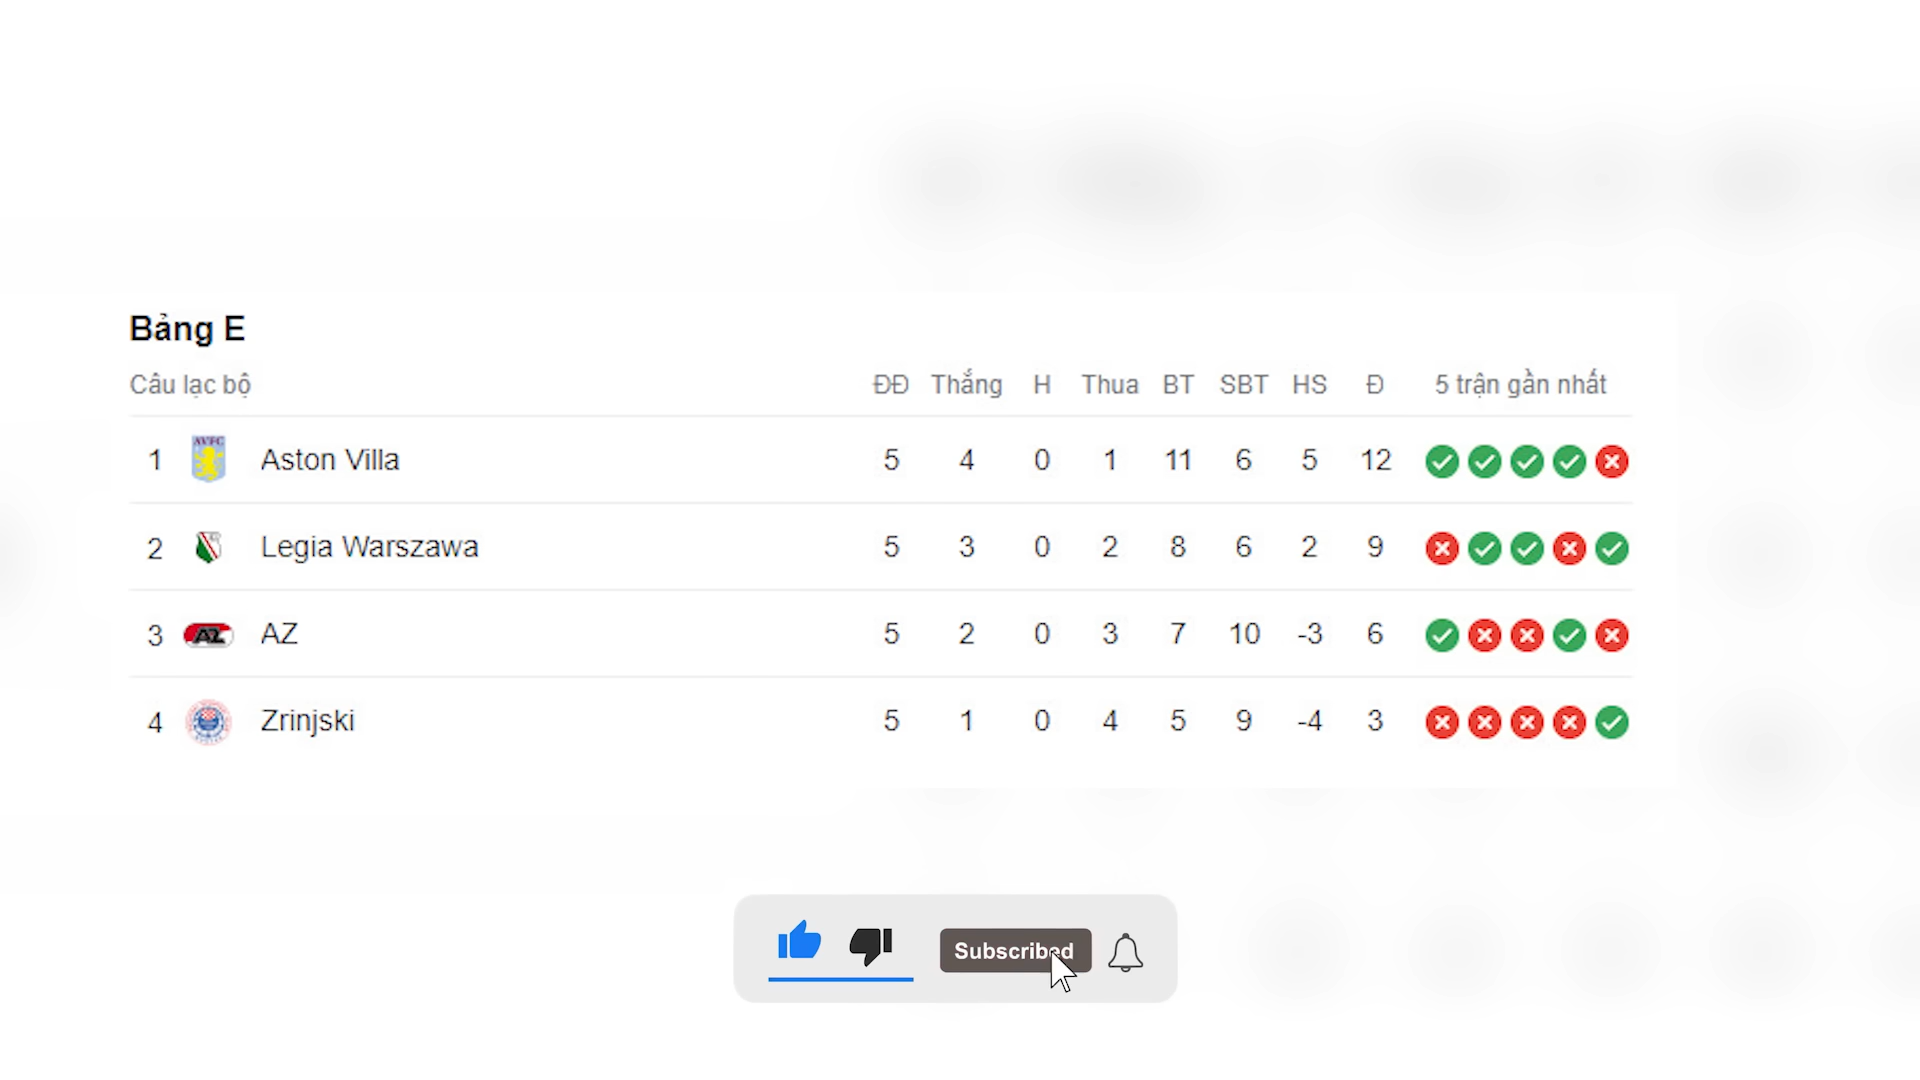 Bảng E
Câu lạc bộ ĐĐ Thắng H Thua BT SBT HS Đ 5 trận gần nhất
1 AVFC Aston Villa 5 4 0 1 11 6 5 12
2 Legia Warszawa 5 3 0 2 8 6 2 9
3 AZ AZ 5 2 0 3 7 10 -3 6
4 Zrinjski 5 1 0 4 5 9 -4 3
Subscribed